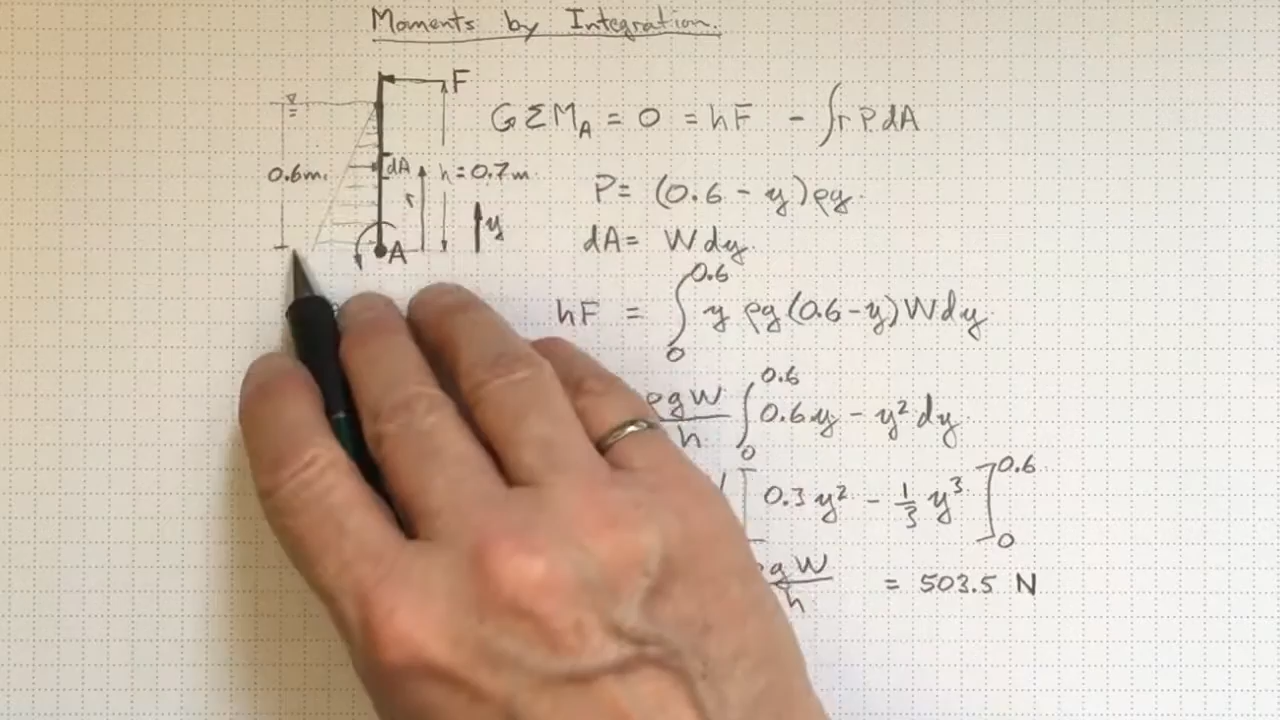 Moments by Integration.
F
0.6m.
dA
r
h = 0.7m
y
A
↺ΣM_A = 0 = hF - ∫r P dA
P = (0.6 - y)ρg
dA = W dy.
hF = ∫₀^0.6 y ρg(0.6 - y)W dy.
ρgW/h ∫₀^0.6 0.6y - y² dy.
[0.3y² - 1/3 y³]₀^0.6
ρgW/h = 503.5 N